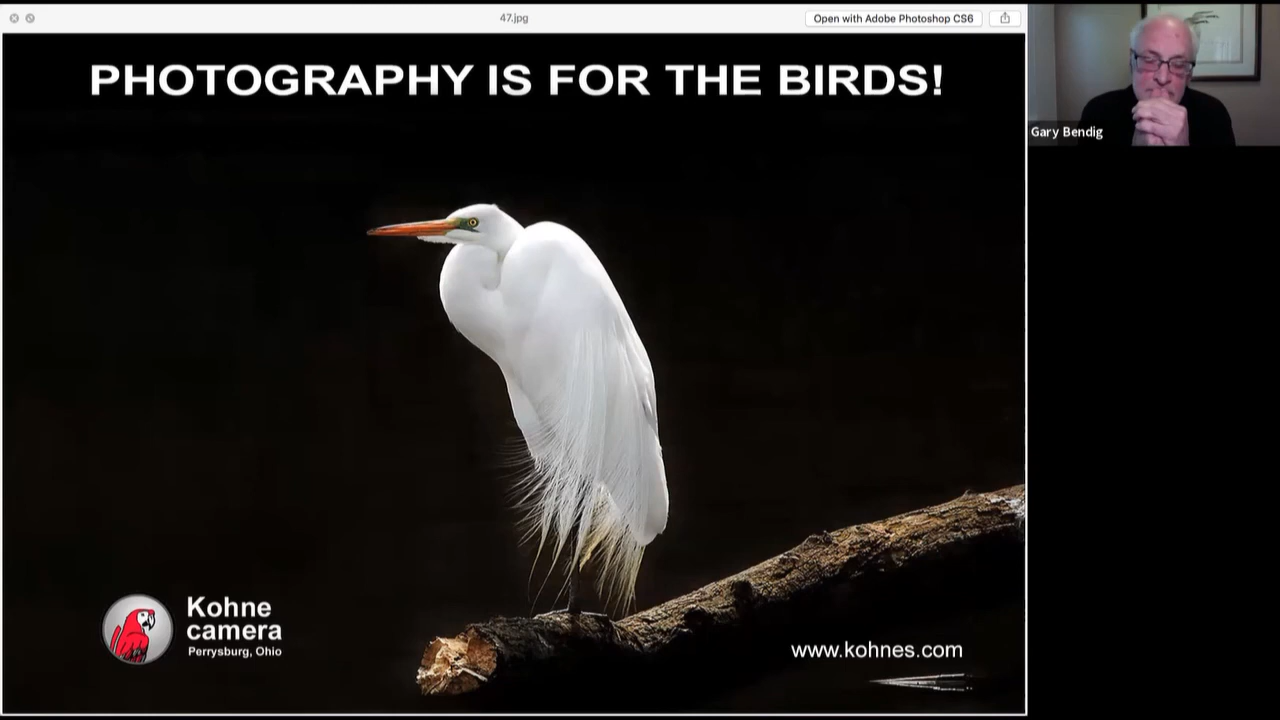 47.jpg
Open with Adobe Photoshop CS6
PHOTOGRAPHY IS FOR THE BIRDS!
Gary Bendig
Kohne
camera
Perrysburg, Ohio
www.kohnes.com